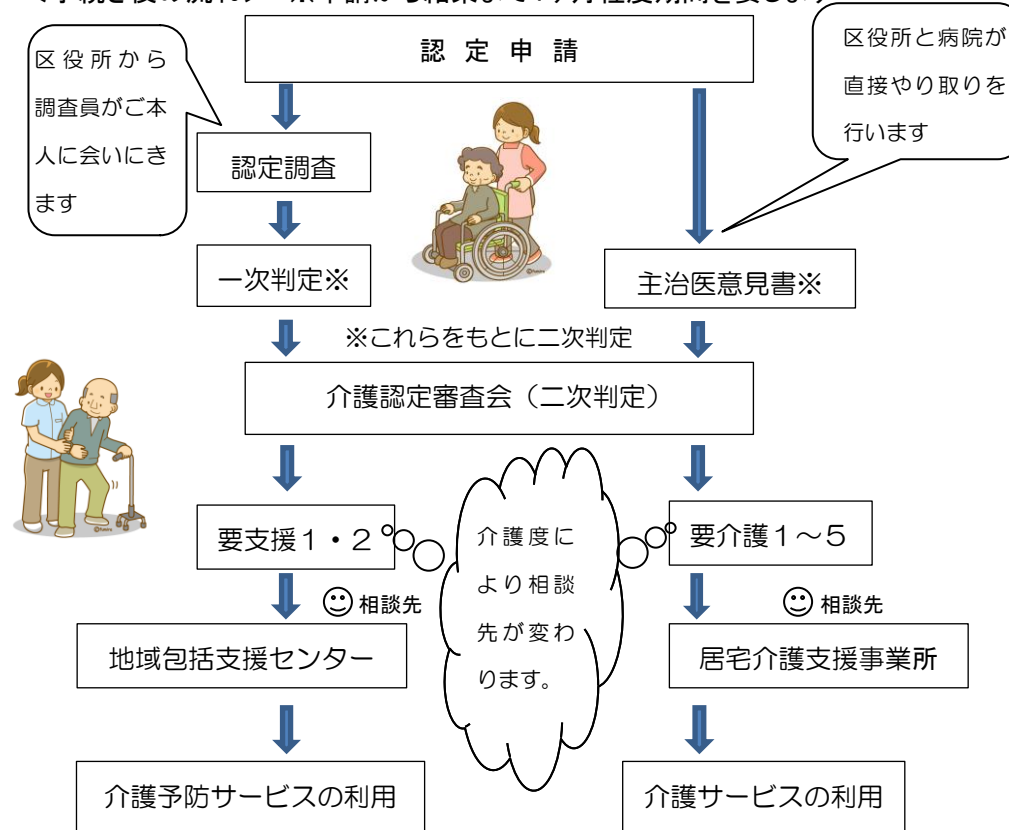 認 定 申 請
区役所から
調査員がご本
人に会いにき
ます
区役所と病院が
直接やり取りを
行います
認定調査
一次判定※
主治医意見書※
※これらをもとに二次判定
介護認定審査会（二次判定）
要支援１・２
要介護１～５
介護度に
より相談
先が変わ
ります。
相談先
相談先
地域包括支援センター
居宅介護支援事業所
介護予防サービスの利用
介護サービスの利用